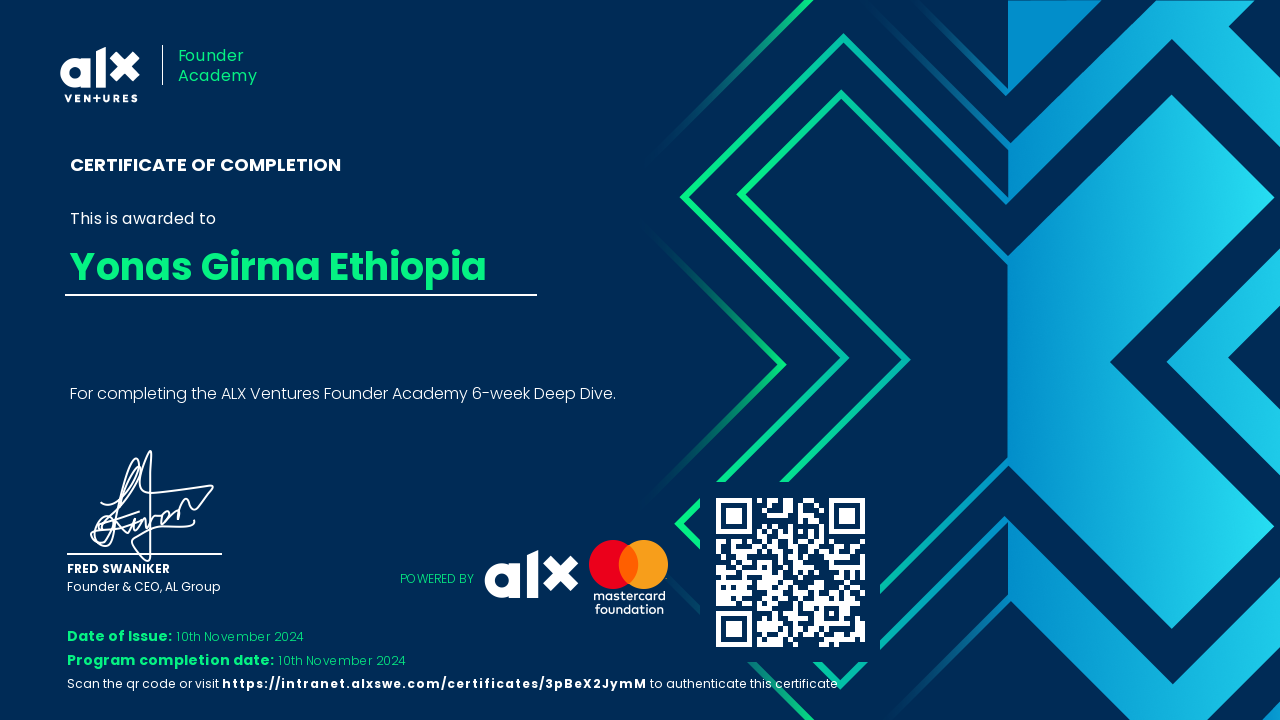 alx
VENTURES
Founder
Academy
CERTIFICATE OF COMPLETION
This is awarded to
Yonas Girma Ethiopia
For completing the ALX Ventures Founder Academy 6-week Deep Dive.
FRED SWANIKER
Founder & CEO, AL Group
POWERED BY alx
mastercard
foundation
Date of Issue: 10th November 2024
Program completion date: 10th November 2024
Scan the qr code or visit https://intranet.alxswe.com/certificates/3pBeX2JymM to authenticate this certificate.